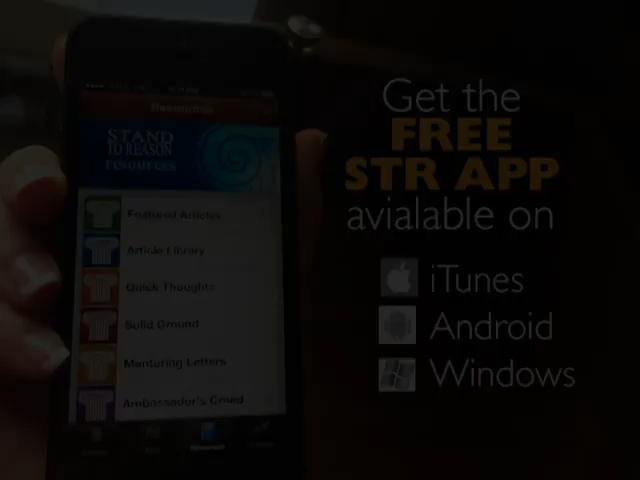 Resources
STAND
TO REASON
resources
Featured Articles
Article Library
Quick Thoughts
Solid Ground
Mentoring Letters
Ambassador's Creed
Get the
FREE
STR APP
avialable on
iTunes
Android
Windows